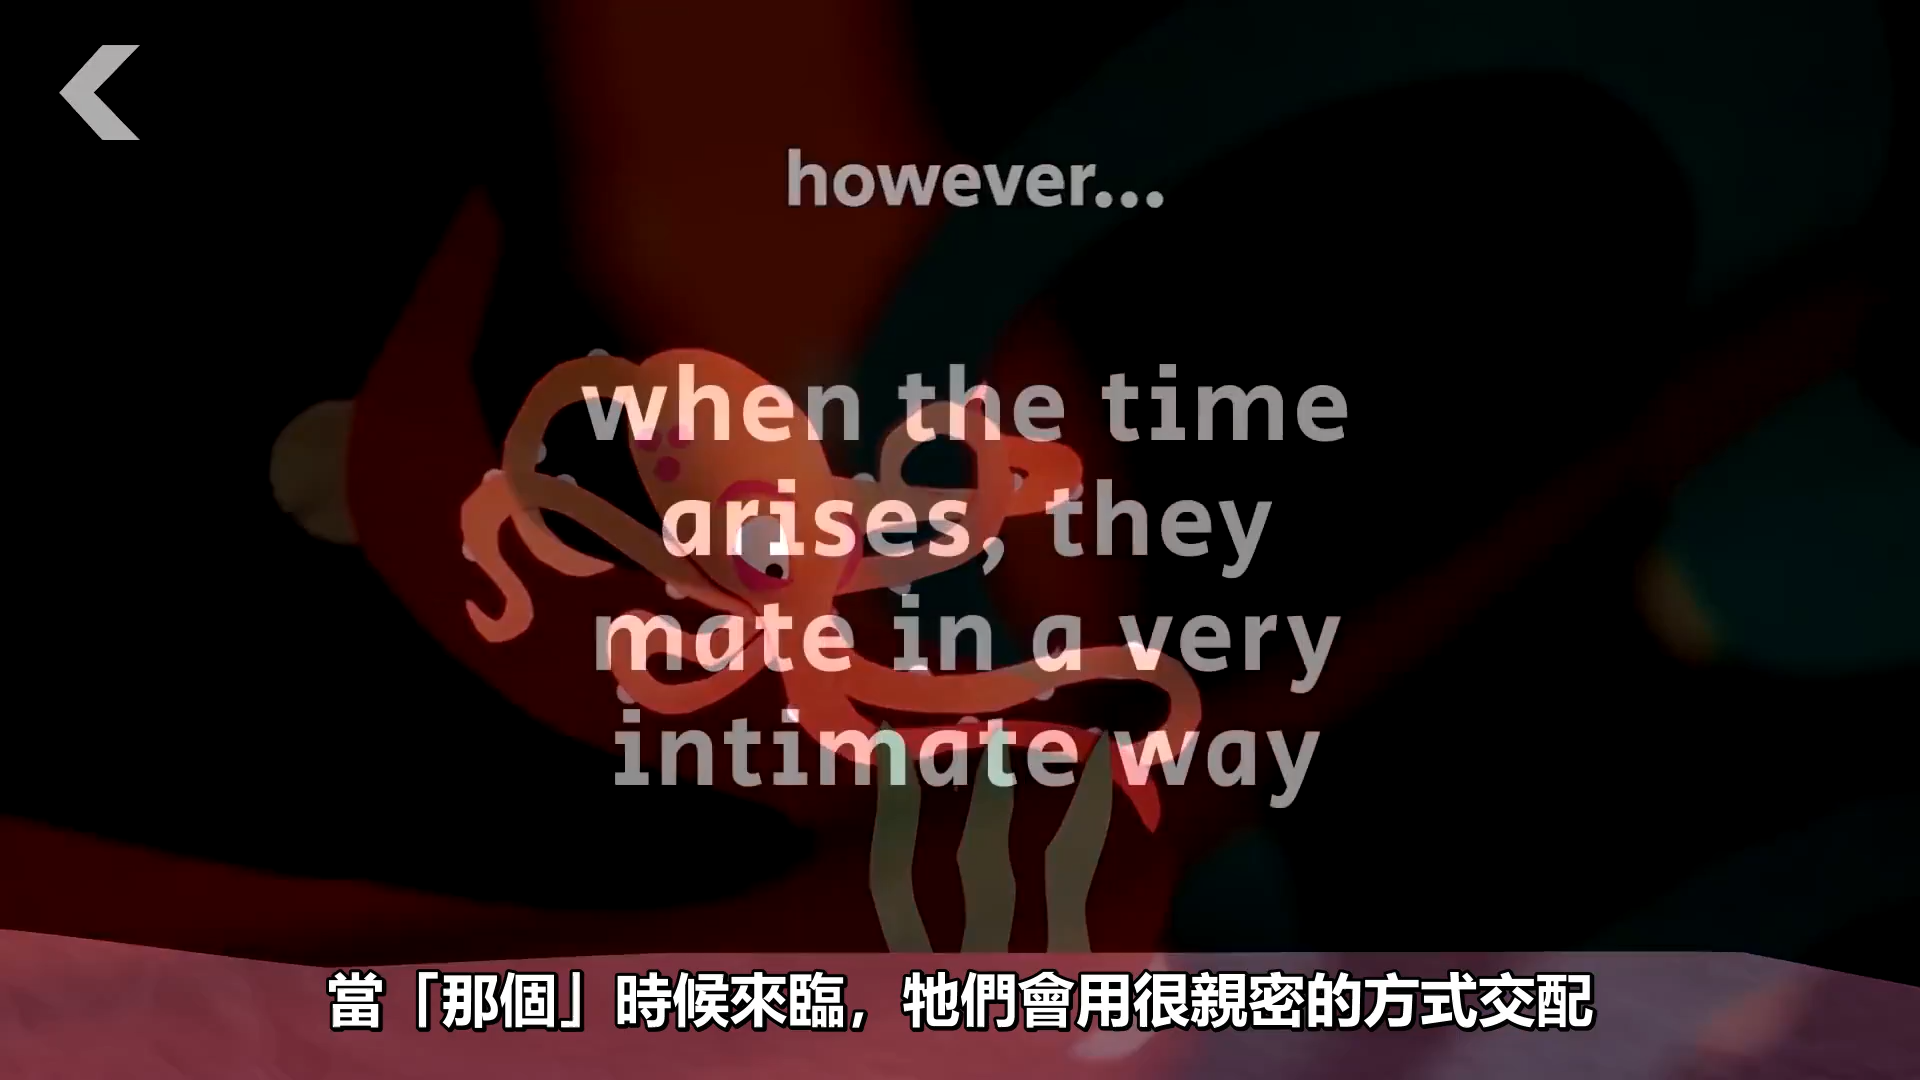 however...
when the time
arises, they
mate in a very
intimate way
當「那個」時候來臨，牠們會用很親密的方式交配